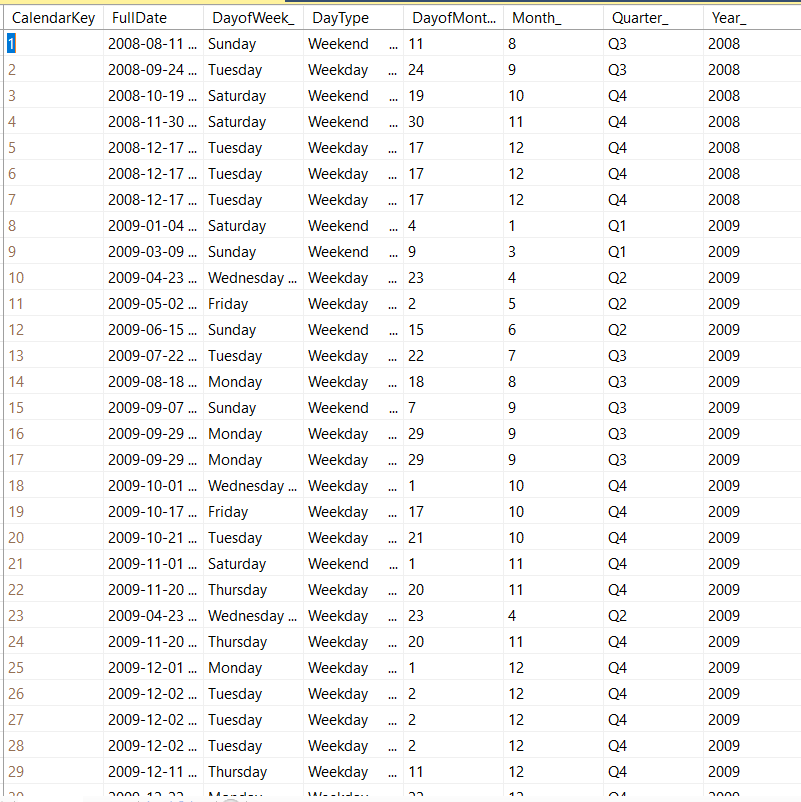 CalendarKey FullDate DayofWeek_ DayType DayofMont... Month_ Quarter_ Year_
1 2008-08-11 ... Sunday Weekend ... 11 8 Q3 2008
2 2008-09-24 ... Tuesday Weekday ... 24 9 Q3 2008
3 2008-10-19 ... Saturday Weekend ... 19 10 Q4 2008
4 2008-11-30 ... Saturday Weekend ... 30 11 Q4 2008
5 2008-12-17 ... Tuesday Weekday ... 17 12 Q4 2008
6 2008-12-17 ... Tuesday Weekday ... 17 12 Q4 2008
7 2008-12-17 ... Tuesday Weekday ... 17 12 Q4 2008
8 2009-01-04 ... Saturday Weekend ... 4 1 Q1 2009
9 2009-03-09 ... Sunday Weekend ... 9 3 Q1 2009
10 2009-04-23 ... Wednesday ... Weekday ... 23 4 Q2 2009
11 2009-05-02 ... Friday Weekday ... 2 5 Q2 2009
12 2009-06-15 ... Sunday Weekend ... 15 6 Q2 2009
13 2009-07-22 ... Tuesday Weekday ... 22 7 Q3 2009
14 2009-08-18 ... Monday Weekday ... 18 8 Q3 2009
15 2009-09-07 ... Sunday Weekend ... 7 9 Q3 2009
16 2009-09-29 ... Monday Weekday ... 29 9 Q3 2009
17 2009-09-29 ... Monday Weekday ... 29 9 Q3 2009
18 2009-10-01 ... Wednesday ... Weekday ... 1 10 Q4 2009
19 2009-10-17 ... Friday Weekday ... 17 10 Q4 2009
20 2009-10-21 ... Tuesday Weekday ... 21 10 Q4 2009
21 2009-11-01 ... Saturday Weekend ... 1 11 Q4 2009
22 2009-11-20 ... Thursday Weekday ... 20 11 Q4 2009
23 2009-04-23 ... Wednesday ... Weekday ... 23 4 Q2 2009
24 2009-11-20 ... Thursday Weekday ... 20 11 Q4 2009
25 2009-12-01 ... Monday Weekday ... 1 12 Q4 2009
26 2009-12-02 ... Tuesday Weekday ... 2 12 Q4 2009
27 2009-12-02 ... Tuesday Weekday ... 2 12 Q4 2009
28 2009-12-02 ... Tuesday Weekday ... 2 12 Q4 2009
29 2009-12-11 ... Thursday Weekday ... 11 12 Q4 2009